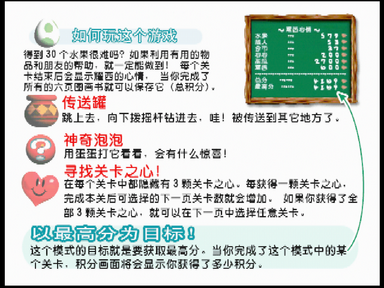 如何玩这个游戏
得到30个水果很难吗? 如果利用有用的物
品和朋友的帮助，就一定能做到! 每个关
卡结束后会显示耀西的心情，当你完成了
所有的六页图画书就可以保存它 (总积分)。
传送罐
跳上去，向下拨摇杆钻进去，哇! 被传送到其它地方了。
神奇泡泡
用蛋蛋打它看看，会有什么惊喜!
寻找关卡之心!
在每个关卡中都隐藏有3颗关卡之心。每获得一颗关卡之心，
完成本关后可选择的下一页关卡数就会增加。如果你获得了全
部3颗关卡之心，就可以在下一页中选择任意关卡。
以最高分为目标!
这个模式的目标就是要获取最高分。当你完成了这个模式中的某
个关卡，积分画面将会显示你获得了多少积分。